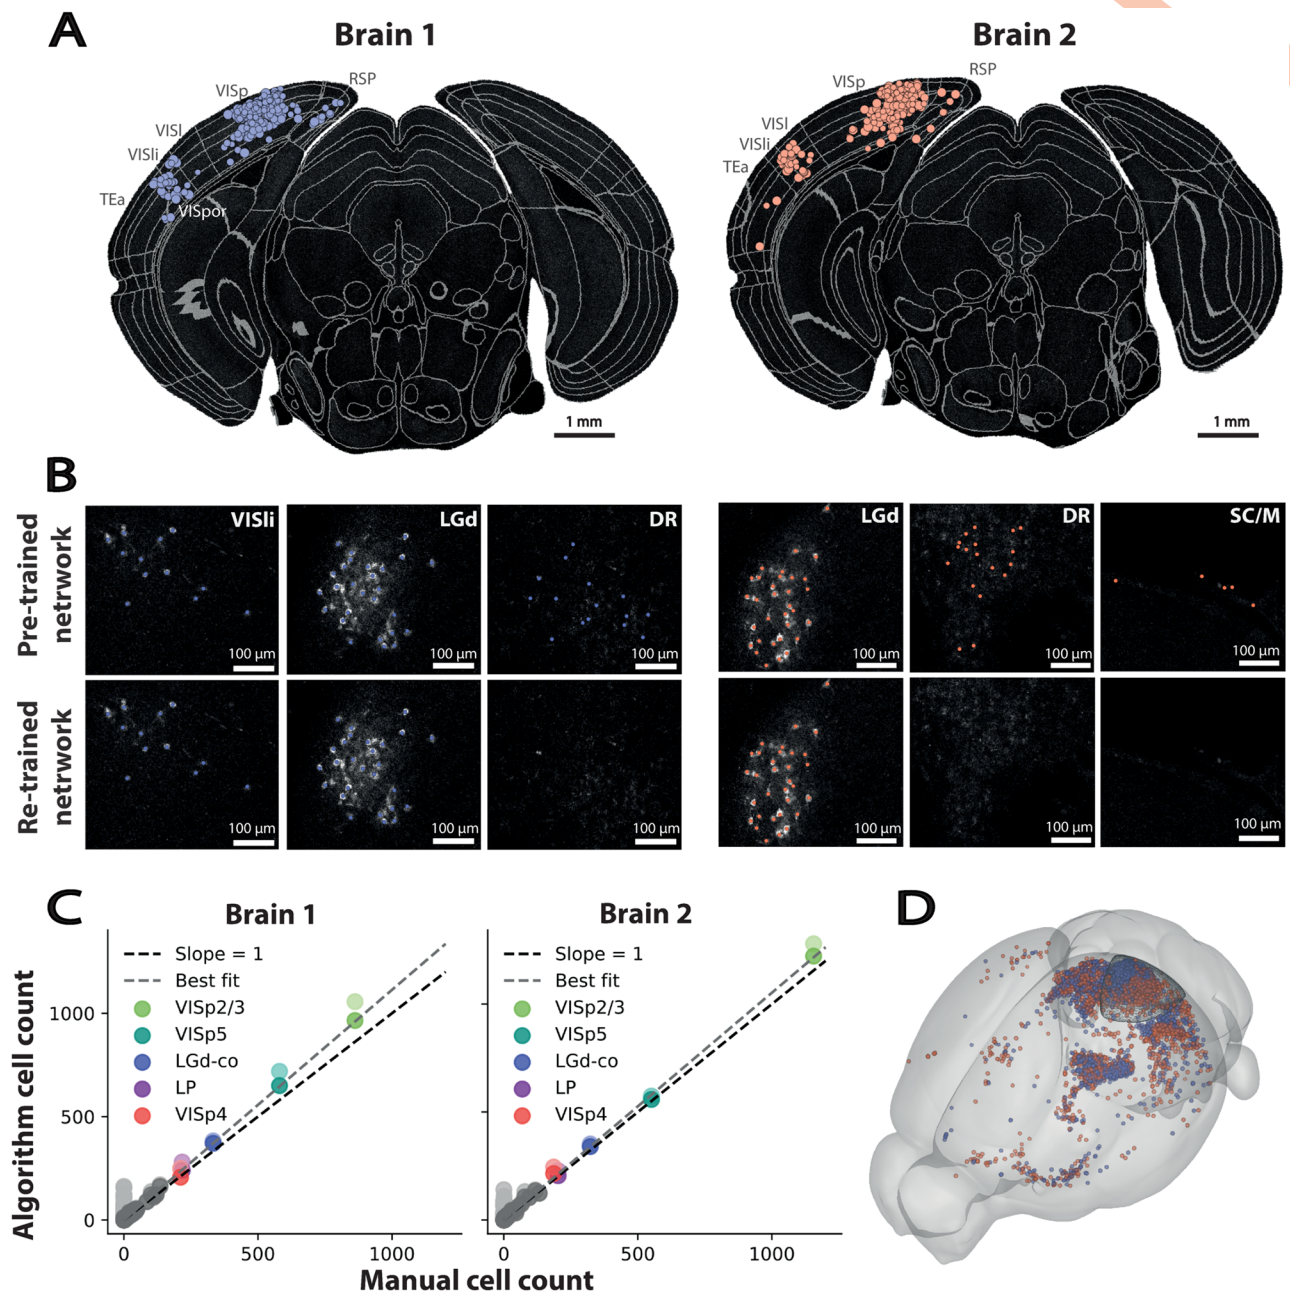 A
Brain 1
Brain 2
RSP
VISp
VISl
VISli
TEa
VISpor
1 mm
RSP
VISp
VISl
VISli
TEa
1 mm
B
Pre-trained
netrwork
VISli
100 µm
LGd
100 µm
DR
100 µm
LGd
100 µm
DR
100 µm
SC/M
100 µm
Re-trained
netrwork
100 µm
100 µm
100 µm
100 µm
100 µm
100 µm
C
Brain 1
Brain 2
D
Algorithm cell count
1000
500
0
Slope = 1
Best fit
VISp2/3
VISp5
LGd-co
LP
VISp4
0
500
1000
Slope = 1
Best fit
VISp2/3
VISp5
LGd-co
LP
VISp4
0
500
1000
Manual cell count